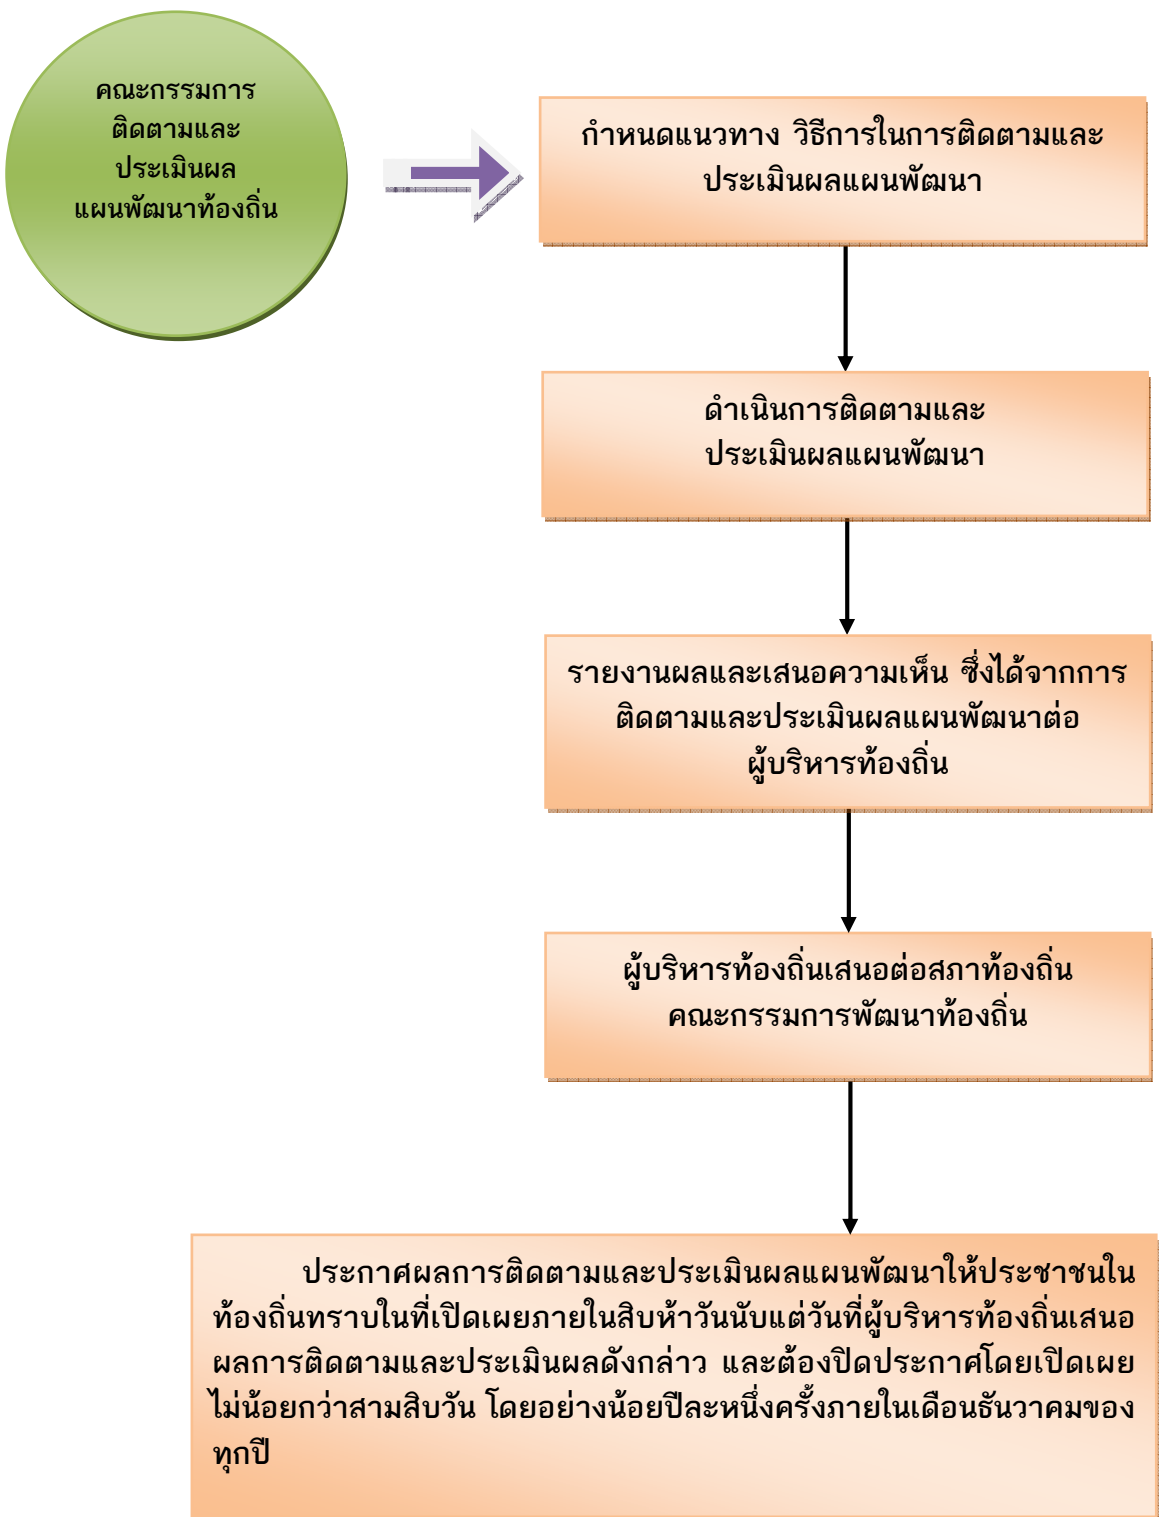 คณะกรรมการ
ติดตามและ
ประเมินผล
แผนพัฒนาท้องถิ่น
กำหนดแนวทาง วิธีการในการติดตามและ
ประเมินผลแผนพัฒนา
ดำเนินการติดตามและ
ประเมินผลแผนพัฒนา
รายงานผลและเสนอความเห็น ซึ่งได้จากการ
ติดตามและประเมินผลแผนพัฒนาต่อ
ผู้บริหารท้องถิ่น
ผู้บริหารท้องถิ่นเสนอต่อสภาท้องถิ่น
คณะกรรมการพัฒนาท้องถิ่น
ประกาศผลการติดตามและประเมินผลแผนพัฒนาให้ประชาชนใน
ท้องถิ่นทราบในที่เปิดเผยภายในสิบห้าวันนับแต่วันที่ผู้บริหารท้องถิ่นเสนอ
ผลการติดตามและประเมินผลดังกล่าว และต้องปิดประกาศโดยเปิดเผย
ไม่น้อยกว่าสามสิบวัน โดยอย่างน้อยปีละหนึ่งครั้งภายในเดือนธันวาคมของ
ทุกปี